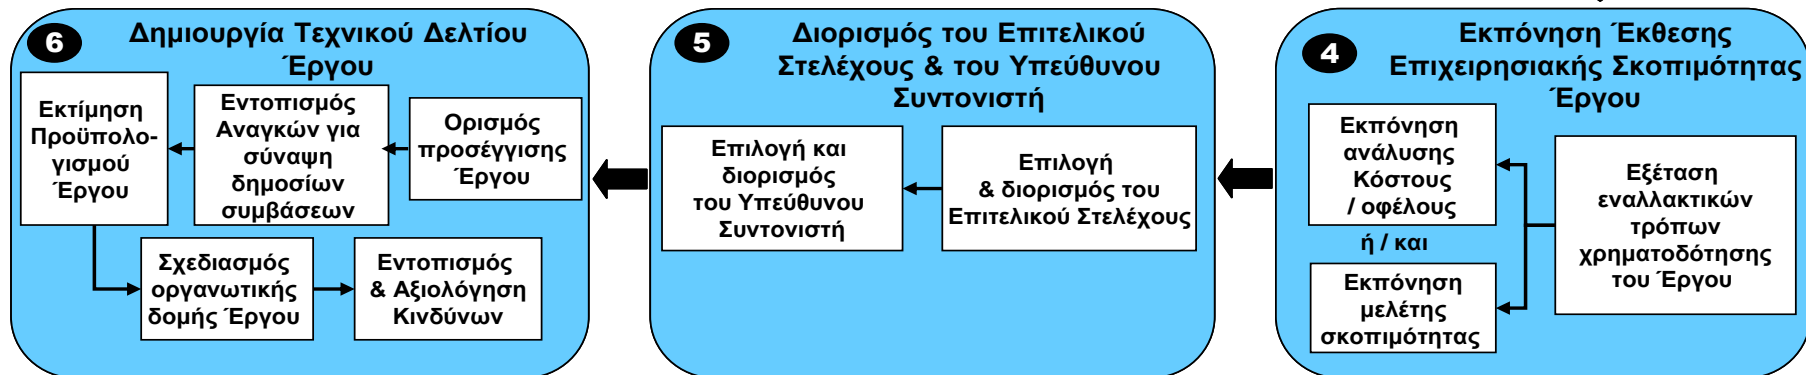 6
Δημιουργία Τεχνικού Δελτίου
Έργου
Εκτίμηση
Προϋπολο-
γισμού
Έργου
Εντοπισμός
Αναγκών για
σύναψη
δημοσίων
συμβάσεων
Ορισμός
προσέγγισης
Έργου
Σχεδιασμός
οργανωτικής
δομής Έργου
Εντοπισμός
& Αξιολόγηση
Κινδύνων
5
Διορισμός του Επιτελικού
Στελέχους & του Υπεύθυνου
Συντονιστή
Επιλογή και
διορισμός
του Υπεύθυνου
Συντονιστή
Επιλογή
& διορισμός του
Επιτελικού Στελέχους
4
Εκπόνηση Έκθεσης
Επιχειρησιακής Σκοπιμότητας
Έργου
Εκπόνηση
ανάλυσης
Κόστους
/ οφέλους
ή / και
Εκπόνηση
μελέτης
σκοπιμότητας
Εξέταση
εναλλακτικών
τρόπων
χρηματοδότησης
του Έργου